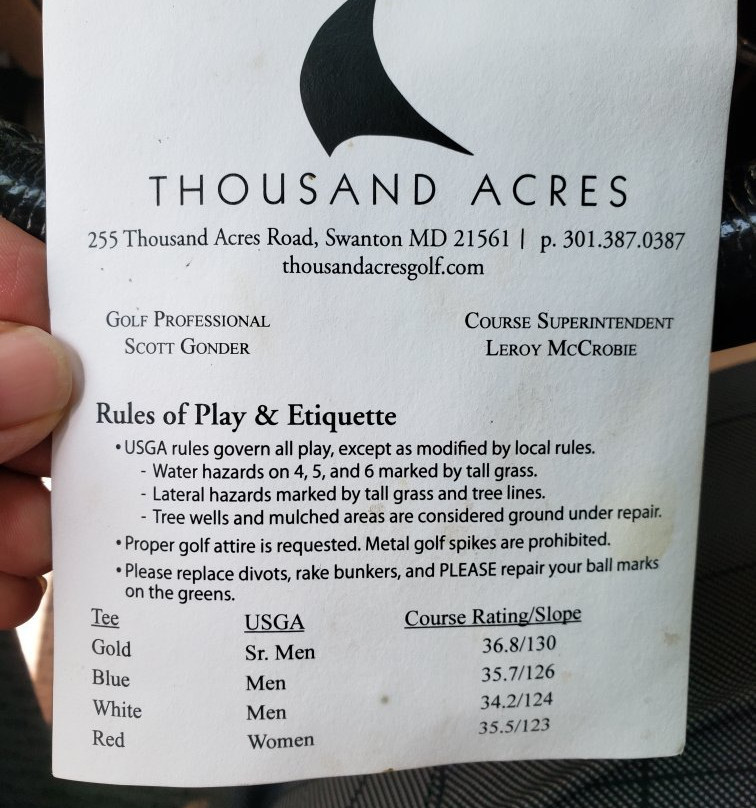 THOUSAND ACRES
255 Thousand Acres Road, Swanton MD 21561 | p. 301.387.0387
thousandacresgolf.com
Golf Professional Course Superintendent
Scott Gonder Leroy McCrobie
Rules of Play & Etiquette
• USGA rules govern all play, except as modified by local rules.
- Water hazards on 4, 5, and 6 marked by tall grass.
- Lateral hazards marked by tall grass and tree lines.
- Tree wells and mulched areas are considered ground under repair.
• Proper golf attire is requested. Metal golf spikes are prohibited.
• Please replace divots, rake bunkers, and PLEASE repair your ball marks
on the greens.
Tee USGA Course Rating/Slope
Gold Sr. Men 36.8/130
Blue Men 35.7/126
White Men 34.2/124
Red Women 35.5/123